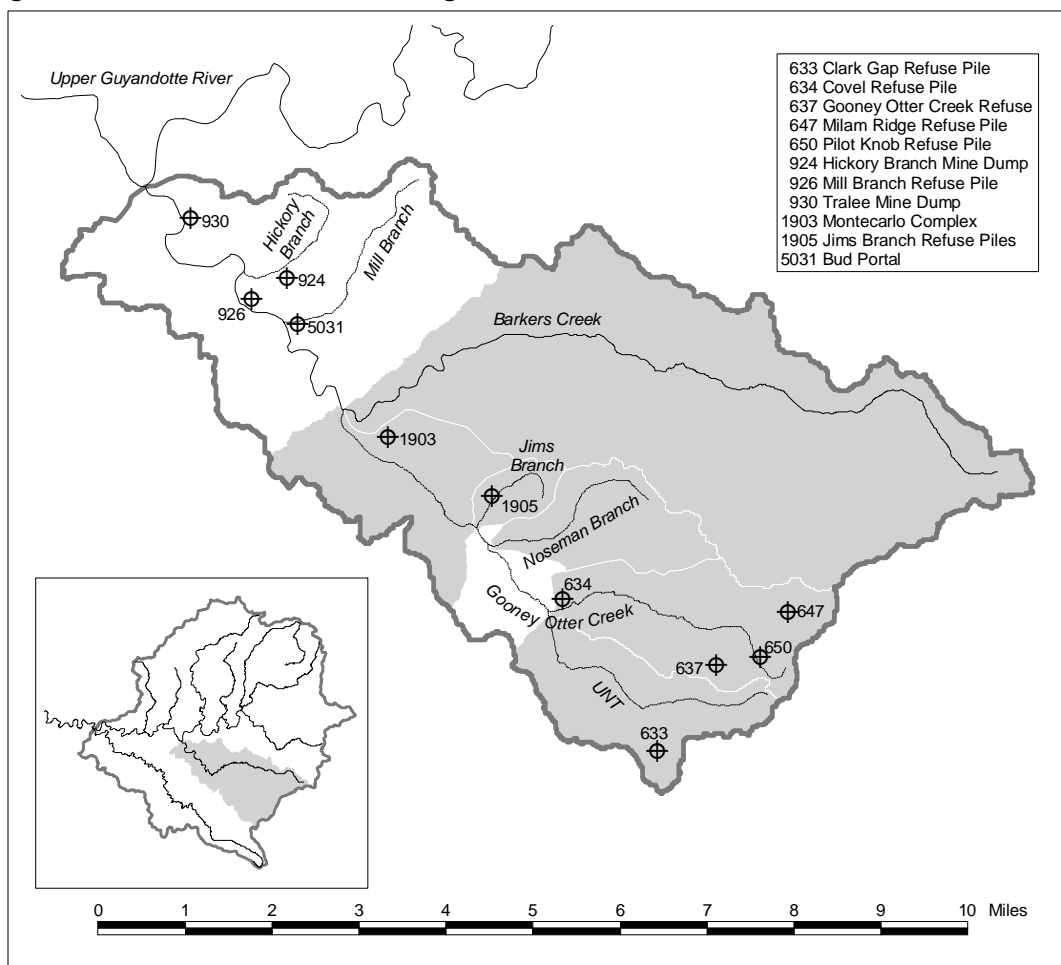 Upper Guyandotte River
633 Clark Gap Refuse Pile
634 Covel Refuse Pile
637 Gooney Otter Creek Refuse
647 Milam Ridge Refuse Pile
650 Pilot Knob Refuse Pile
924 Hickory Branch Mine Dump
926 Mill Branch Refuse Pile
930 Tralee Mine Dump
1903 Montecarlo Complex
1905 Jims Branch Refuse Piles
5031 Bud Portal
930
Hickory
Branch
Mill Branch
924
926
5031
Barkers Creek
1903
Jims
Branch
1905
Noseman Branch
634
Gooney Otter Creek
647
650
637
UNT
633
0 1 2 3 4 5 6 7 8 9 10 Miles